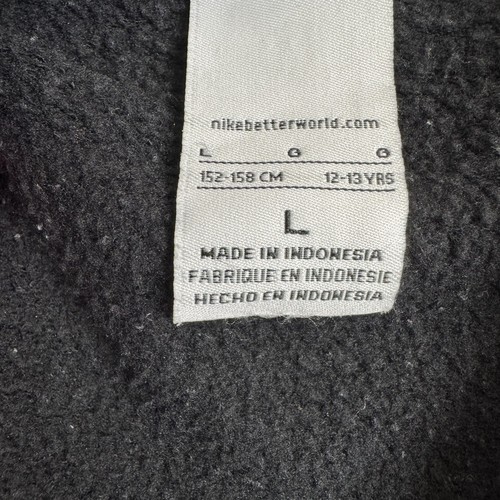 nikebetterworld.com
L G G
152-158 CM 12-13 YRS
L
MADE IN INDONESIA
FABRIQUE EN INDONESIE
HECHO EN INDONESIA